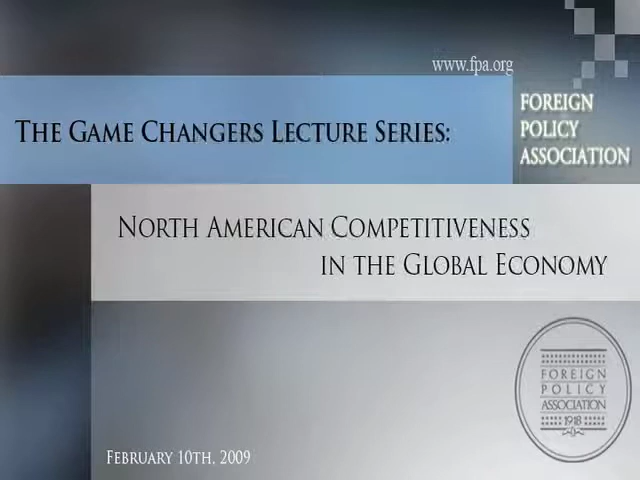 www.fpa.org
THE GAME CHANGERS LECTURE SERIES:
FOREIGN
POLICY
ASSOCIATION
NORTH AMERICAN COMPETITIVENESS
IN THE GLOBAL ECONOMY
FOREIGN
POLICY
ASSOCIATION
1918
FEBRUARY 10TH, 2009